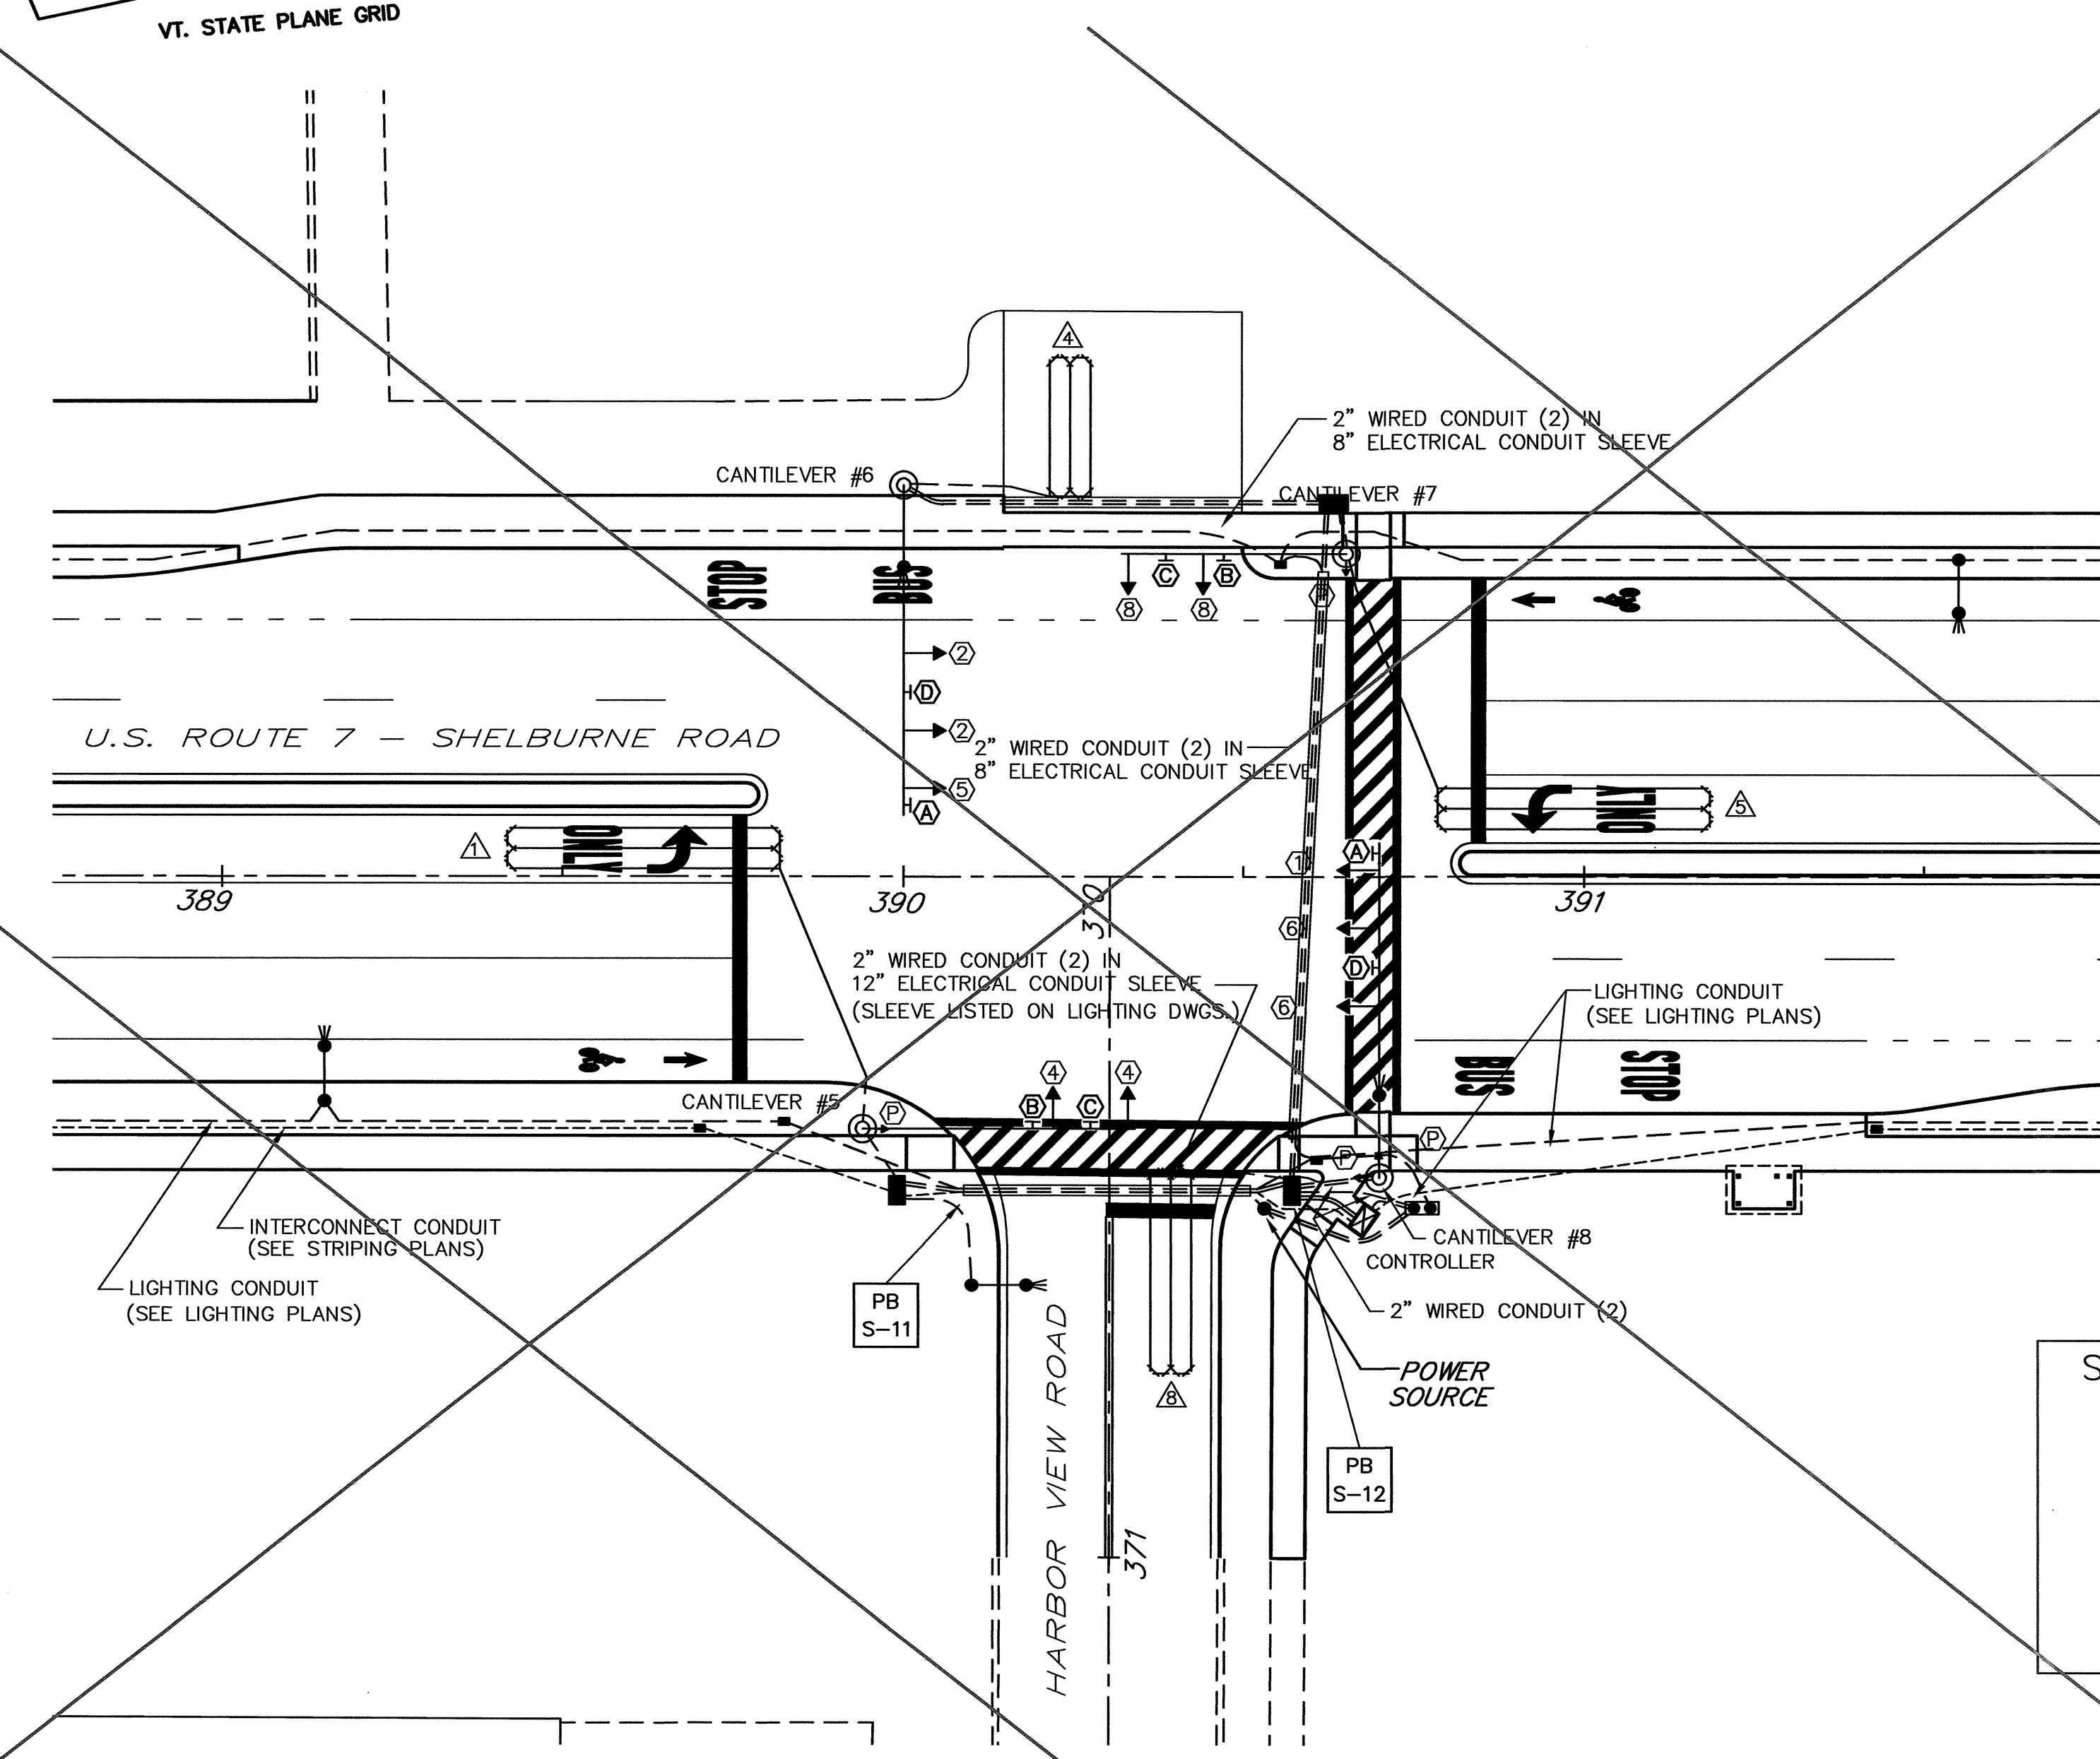 VT. STATE PLANE GRID
4
2" WIRED CONDUIT (2) IN
8" ELECTRICAL CONDUIT SLEEVE
CANTILEVER #6
CANTILEVER #7
STOP
BUS
C
B
8
8
2
D
2
5
A
U.S. ROUTE 7 – SHELBURNE ROAD
2" WIRED CONDUIT (2) IN
8" ELECTRICAL CONDUIT SLEEVE
1
ONLY
ONLY
5
389
390
391
370
1
A
6
D
6
2" WIRED CONDUIT (2) IN
12" ELECTRICAL CONDUIT SLEEVE
(SLEEVE LISTED ON LIGHTING DWGS.)
LIGHTING CONDUIT
(SEE LIGHTING PLANS)
BUS
STOP
4
4
CANTILEVER #5
P
B
C
P
P
INTERCONNECT CONDUIT
(SEE STRIPING PLANS)
LIGHTING CONDUIT
(SEE LIGHTING PLANS)
PB
S-11
CANTILEVER #8
CONTROLLER
2" WIRED CONDUIT (2)
POWER
SOURCE
8
PB
S-12
HARBOR VIEW ROAD
371
S